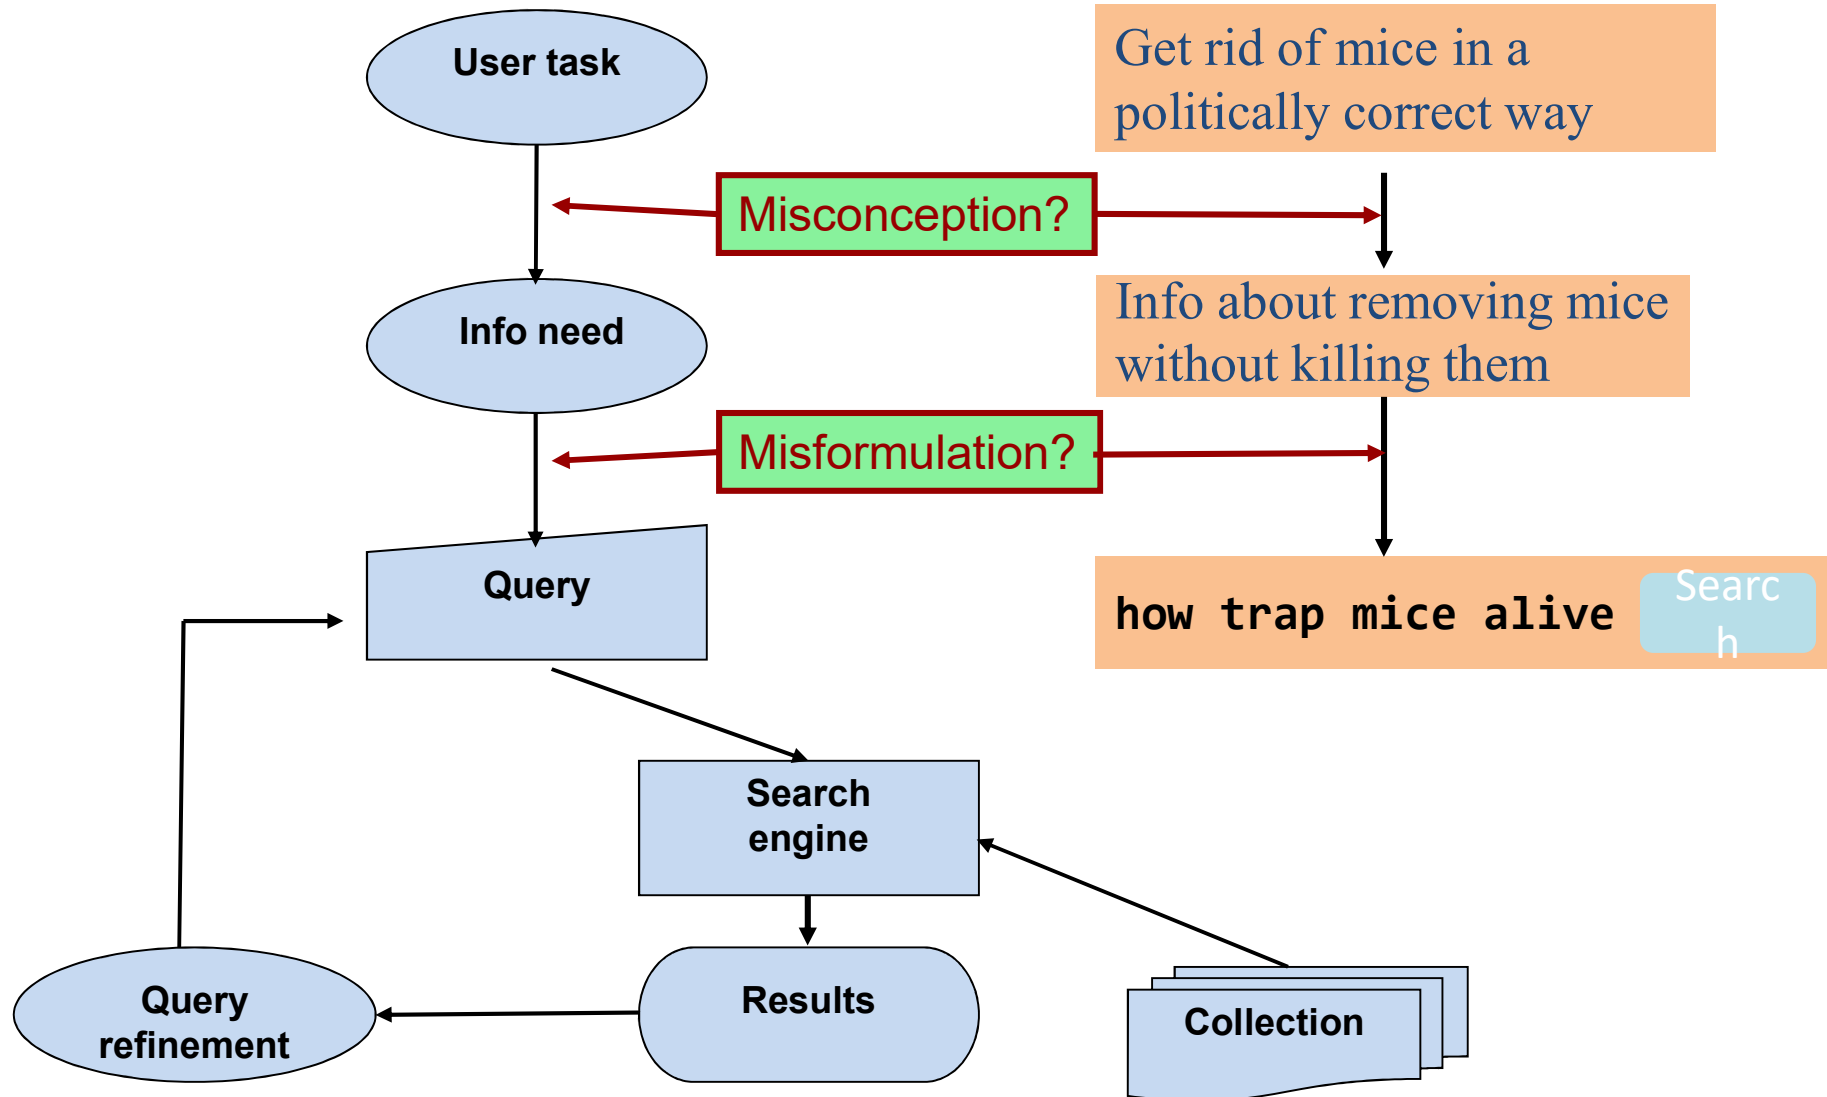 User task
Get rid of mice in a
politically correct way
Misconception?
Info need
Info about removing mice
without killing them
Misformulation?
Query
how trap mice alive
Searc
h
Search
engine
Query
refinement
Results
Collection